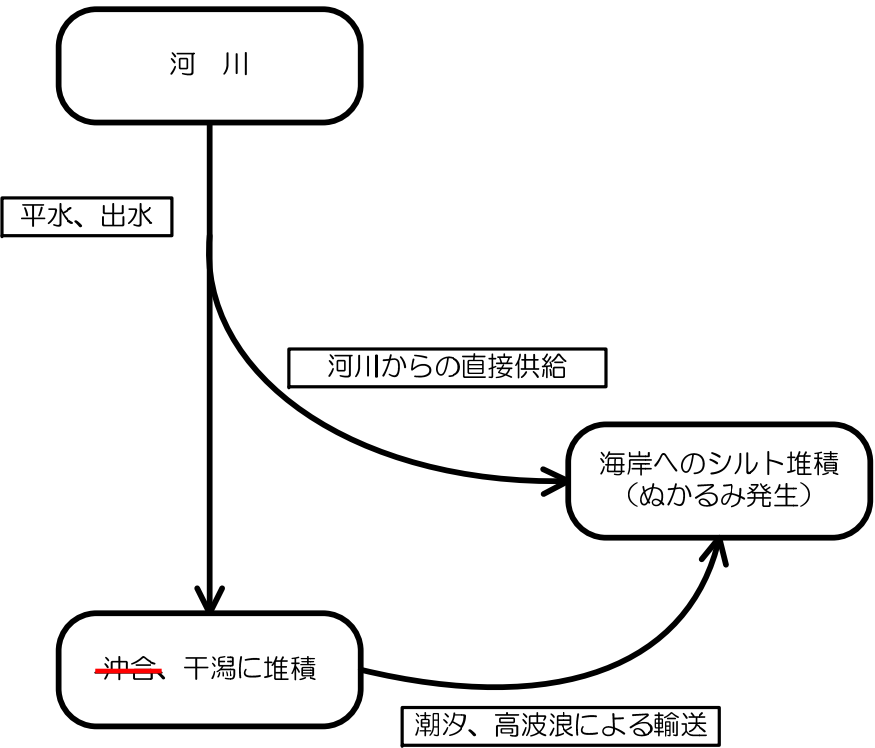 河　川
平水、出水
河川からの直接供給
海岸へのシルト堆積
（ぬかるみ発生）
沖合、干潟に堆積
潮汐、高波浪による輸送